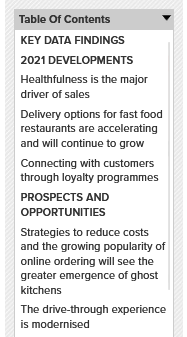 Table Of Contents
KEY DATA FINDINGS
2021 DEVELOPMENTS
Healthfulness is the major
driver of sales
Delivery options for fast food
restaurants are accelerating
and will continue to grow
Connecting with customers
through loyalty programmes
PROSPECTS AND
OPPORTUNITIES
Strategies to reduce costs
and the growing popularity of
online ordering will see the
greater emergence of ghost
kitchens
The drive-through experience
is modernised